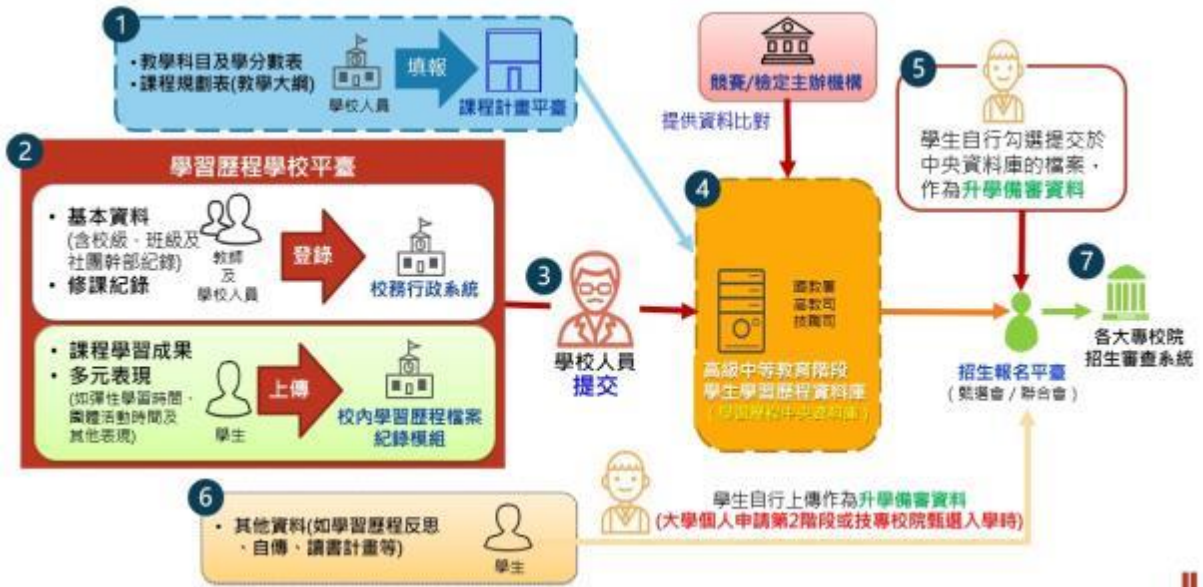 1
• 教學科目及學分數表
• 課程規劃表(教學大綱)
學校人員
填報
課程計畫平臺
競賽/檢定主辦機構
提供資料比對
5
學生自行勾選提交於
中央資料庫的檔案，
作為升學備審資料
2
學習歷程學校平臺
• 基本資料
(含校級、班級及
社團幹部紀錄)
• 修課紀錄
教師
及
學校人員
登錄
校務行政系統
• 課程學習成果
• 多元表現
(如彈性學習時間、
團體活動時間及
其他表現)
學生
上傳
校內學習歷程檔案
紀錄模組
3
學校人員
提交
4
國教署
高教司
技職司
高級中等教育階段
學生學習歷程資料庫
(學習歷程中央資料庫)
招生報名平臺
(甄選會/聯合會)
7
各大專校院
招生審查系統
6
• 其他資料(如學習歷程反思
、自傳、讀書計畫等)
學生
學生自行上傳作為升學備審資料
(大學個人申請第2階段或技專校院甄選入學時)